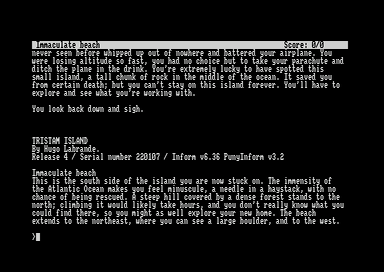 Immaculate beach Score: 0/0
never seen before whipped up out of nowhere and battered your airplane. You
were losing altitude so fast, you had no choice but to take your parachute and
ditch the plane in the drink. You're extremely lucky to have spotted this
small island, a tall chunk of rock in the middle of the ocean. It saved you
from certain death; but you can't stay on this island forever. You'll have to
explore and see what you're working with.
You look back down and sigh.
TRISTAM ISLAND
By Hugo Labrande.
Release 4 / Serial number 220107 / Inform v6.36 PunyInform v3.2
Immaculate beach
This is the south side of the island you are now stuck on. The immensity of
the Atlantic Ocean makes you feel minuscule, a needle in a haystack, with no
chance of being rescued. A steep hill covered by a dense forest stands to the
north; climbing it would likely take hours, and you don't really know what you
could find there, so you might as well explore your new home. The beach
extends to the northeast, where you can see a large boulder, and to the west.
>